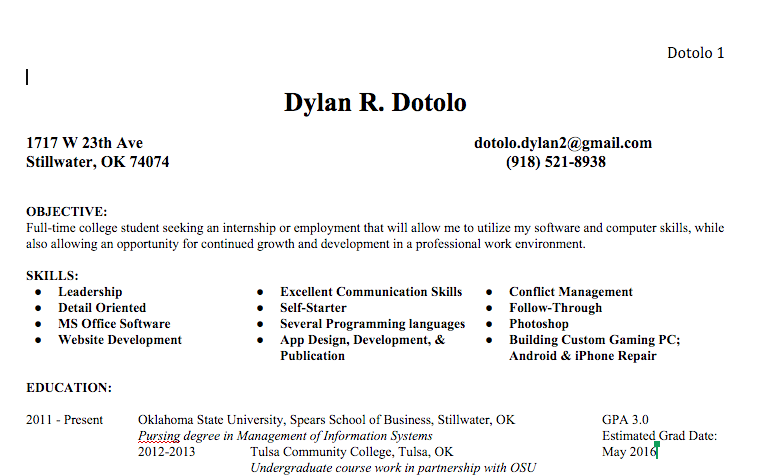 Dotolo 1
Dylan R. Dotolo
1717 W 23th Ave dotolo.dylan2@gmail.com
Stillwater, OK 74074 (918) 521-8938
OBJECTIVE:
Full-time college student seeking an internship or employment that will allow me to utilize my software and computer skills, while
also allowing an opportunity for continued growth and development in a professional work environment.
SKILLS:
● Leadership ● Excellent Communication Skills ● Conflict Management
● Detail Oriented ● Self-Starter ● Follow-Through
● MS Office Software ● Several Programming languages ● Photoshop
● Website Development ● App Design, Development, & ● Building Custom Gaming PC;
Publication Android & iPhone Repair
EDUCATION:
2011 - Present Oklahoma State University, Spears School of Business, Stillwater, OK GPA 3.0
Pursing degree in Management of Information Systems Estimated Grad Date:
2012-2013 Tulsa Community College, Tulsa, OK May 2016
Undergraduate course work in partnership with OSU